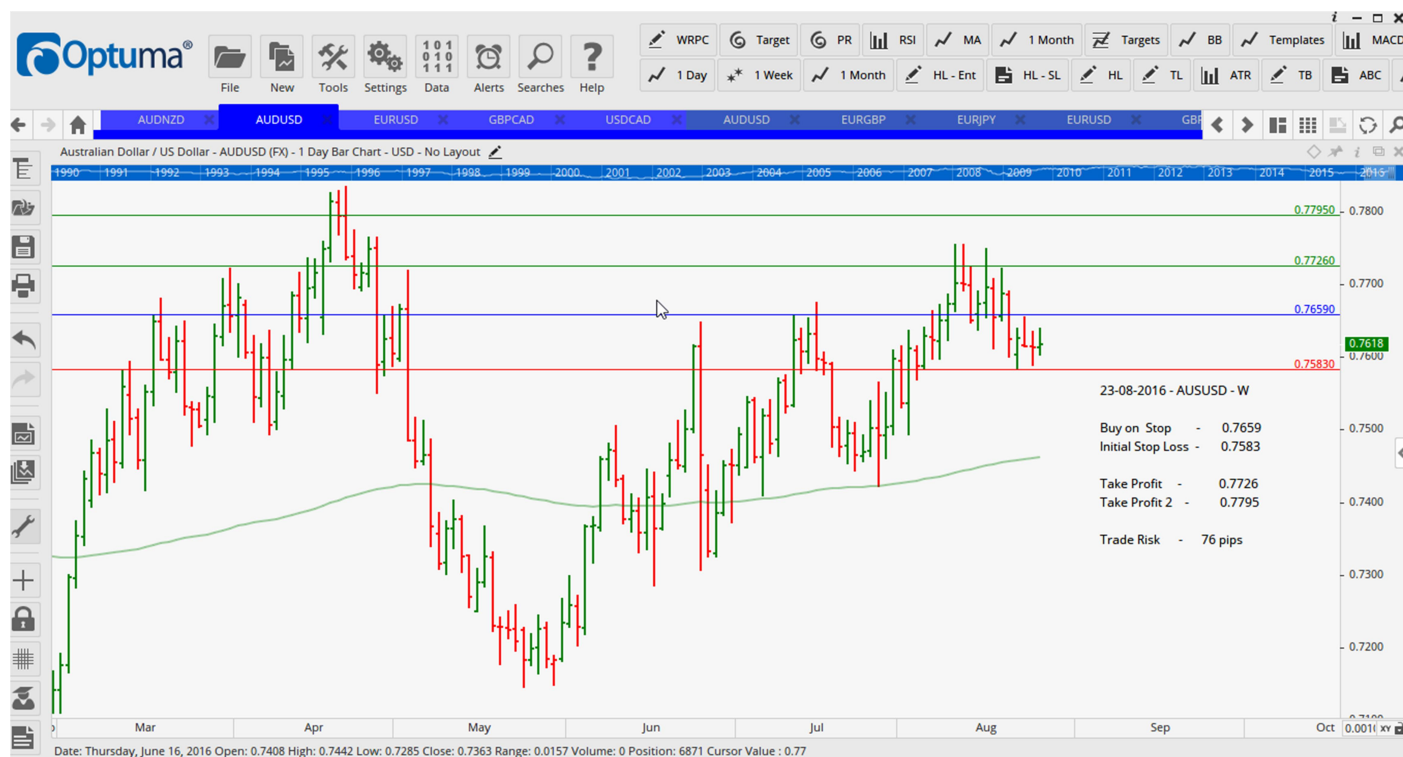 Optuma®
File
New
Tools
Settings
101
010
111
Data
Alerts
Searches
Help
WRPC
Target
PR
RSI
MA
1 Month
Targets
BB
Templates
MACD
1 Day
1 Week
1 Month
HL - Ent
HL - SL
HL
TL
ATR
TB
ABC
AUDNZD
AUDUSD
EURUSD
GBPCAD
USDCAD
AUDUSD
EURGBP
EURJPY
EURUSD
Australian Dollar / US Dollar - AUDUSD (FX) - 1 Day Bar Chart - USD - No Layout
1990 1991 1992 1993 1994 1995 1996 1997 1998 1999 2000 2001 2002 2003 2004 2005 2006 2007 2008 2009 2010 2011 2012 2013 2014 2015 2016
0.77950
0.7800
0.77260
0.7700
0.76590
0.7618
0.7600
0.75830
23-08-2016 - AUSUSD - W
Buy on Stop - 0.7659
0.7500
Initial Stop Loss - 0.7583
Take Profit - 0.7726
Take Profit 2 - 0.7795
0.7400
Trade Risk - 76 pips
0.7300
0.7200
0.7100
Mar Apr May Jun Jul Aug Sep Oct
XY
Date: Thursday, June 16, 2016 Open: 0.7408 High: 0.7442 Low: 0.7285 Close: 0.7363 Range: 0.0157 Volume: 0 Position: 6871 Cursor Value : 0.77